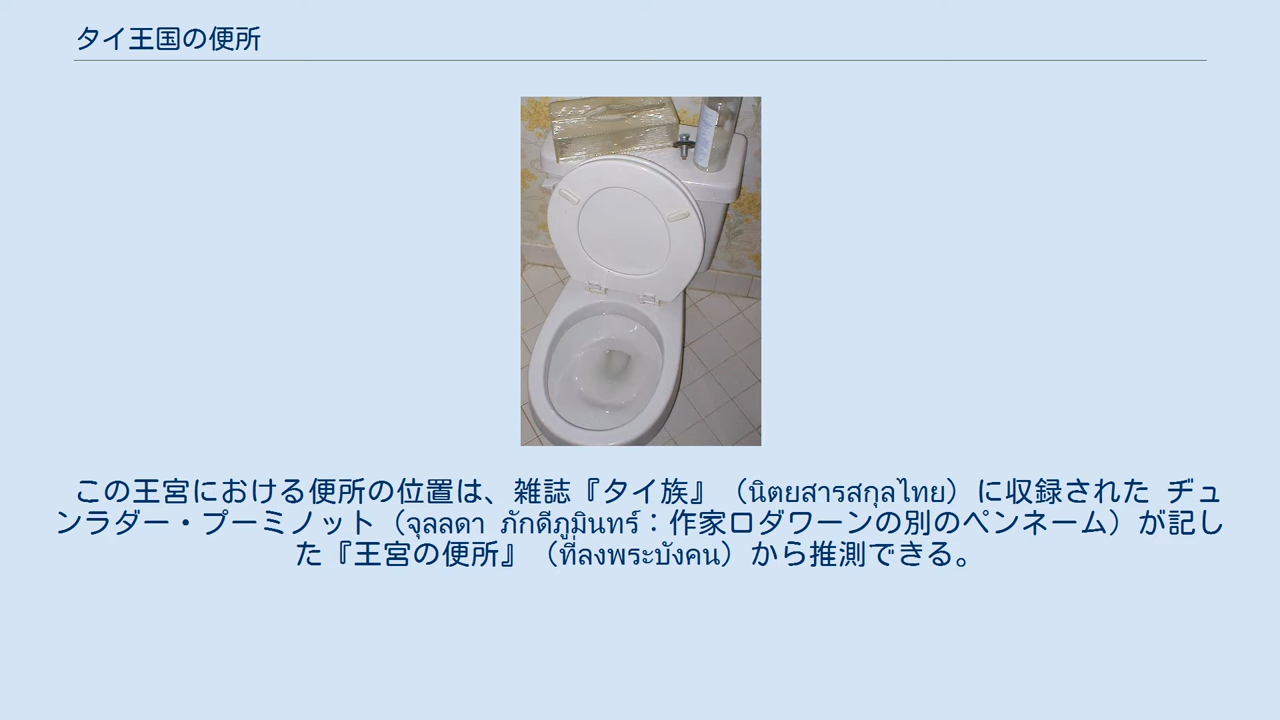 タイ王国の便所
この王宮における便所の位置は、雑誌『タイ族』（นิตยสารสกุลไทย）に収録された ヂュ
ンラダー・プーミノット（จุลลดา ภักดีภูมินทร์：作家ロダワーンの別のペンネーム）が記し
た『王宮の便所』（ที่ลงพระบังคน）から推測できる。